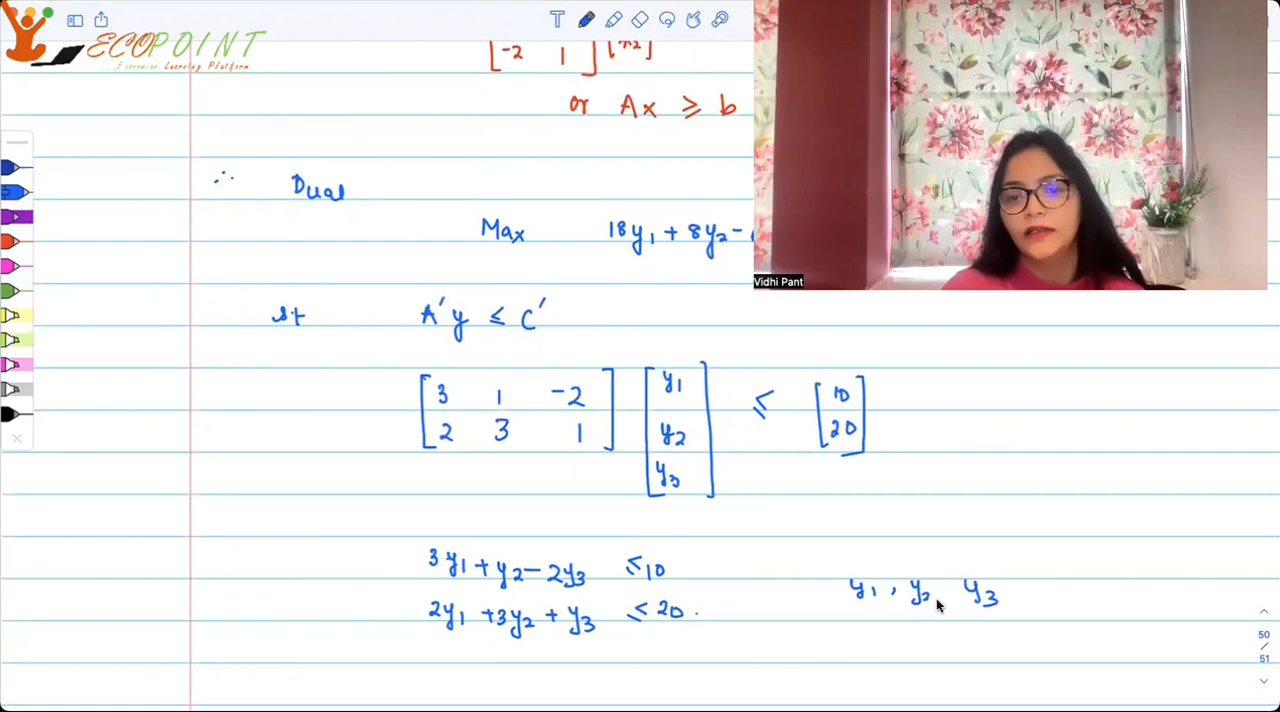 ECOPOINT
....Economics Learning Platform
[-2 1]
or Ax ≥ b
∴ Dual
Max 18y₁ + 8y₂ -
st A'y ≤ C'
[3 1 -2] [y₁] ≤ [10]
[2 3 1] [y₂] [20]
[y₃]
3y₁ + y₂ - 2y₃ ≤ 10
2y₁ + 3y₂ + y₃ ≤ 20 .
y₁ , y₂ y₃
Vidhi Pant
50
/
51